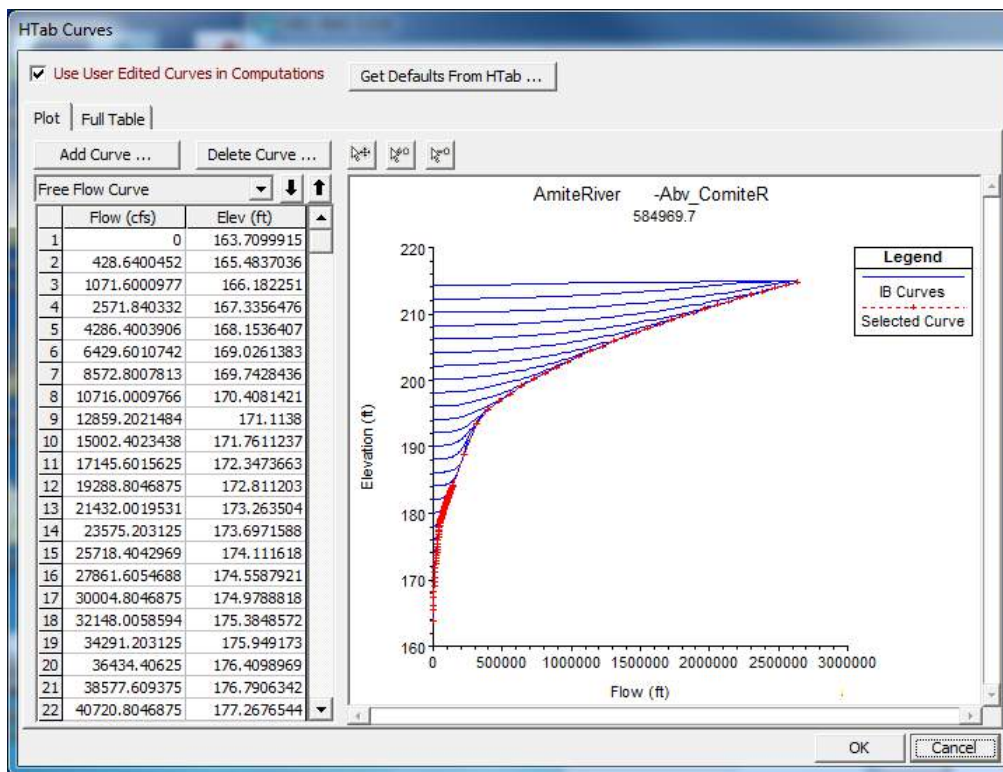 HTab Curves
Use User Edited Curves in Computations Get Defaults From HTab ...
Plot Full Table
Add Curve ... Delete Curve ...
Free Flow Curve
Flow (cfs) Elev (ft)
1 0 163.7099915
2 428.6400452 165.4837036
3 1071.6000977 166.182251
4 2571.840332 167.3356476
5 4286.4003906 168.1536407
6 6429.6010742 169.0261383
7 8572.8007813 169.7428436
8 10716.0009766 170.4081421
9 12859.2021484 171.1138
10 15002.4023438 171.7611237
11 17145.6015625 172.3473663
12 19288.8046875 172.811203
13 21432.0019531 173.263504
14 23575.203125 173.6971588
15 25718.4042969 174.111618
16 27861.6054688 174.5587921
17 30004.8046875 174.9788818
18 32148.0058594 175.3848572
19 34291.203125 175.949173
20 36434.40625 176.4098969
21 38577.609375 176.7906342
22 40720.8046875 177.2676544
AmiteRiver -Abv_ComiteR
584969.7
220
210
200
190
180
170
160
Elevation (ft)
0 500000 1000000 1500000 2000000 2500000 3000000
Flow (ft)
Legend
IB Curves
Selected Curve
OK Cancel